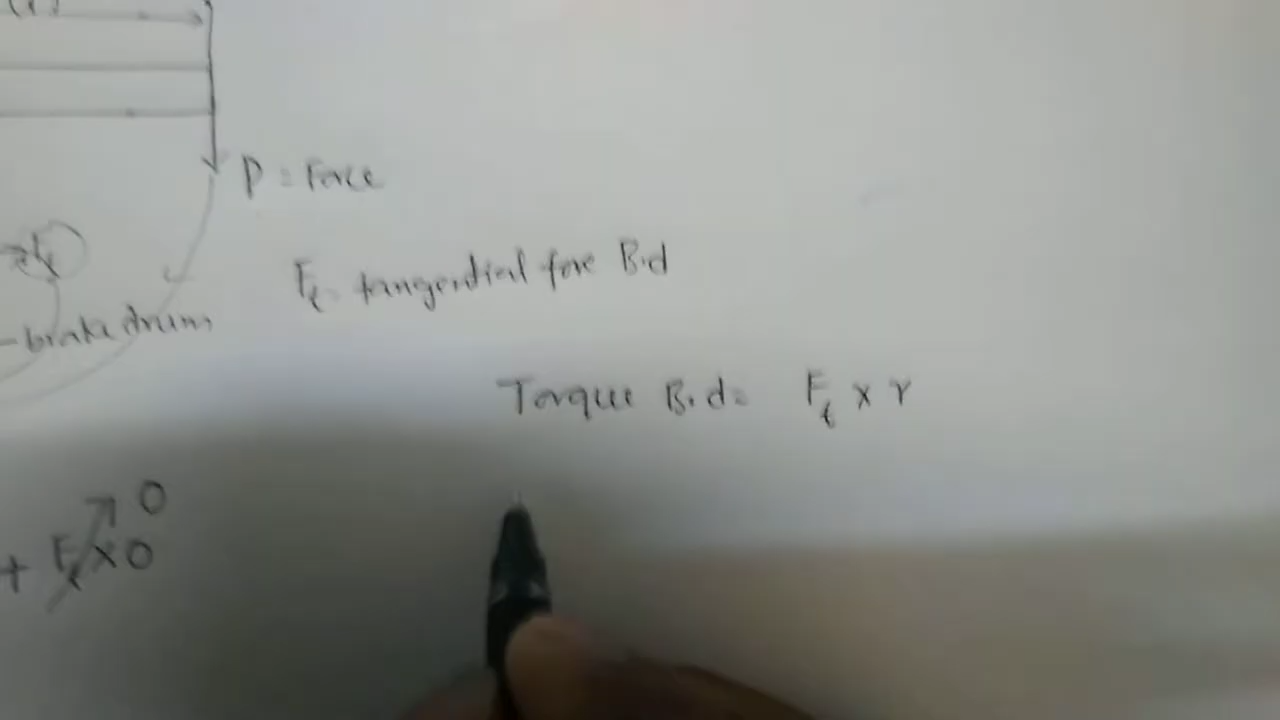 P = Force
Ft = tangential force B.d
-brake drum
Torque B.d = Ft x r
0
+ Ft x 0